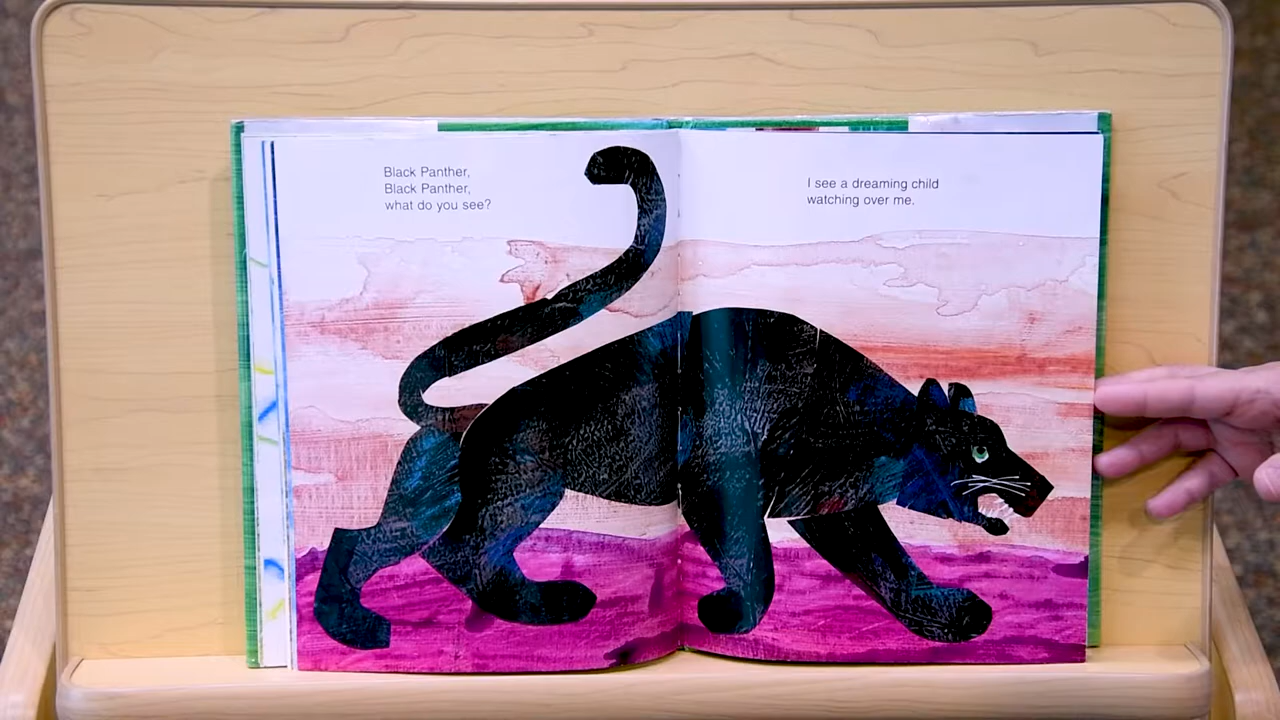 Black Panther,
Black Panther,
what do you see?
I see a dreaming child
watching over me.